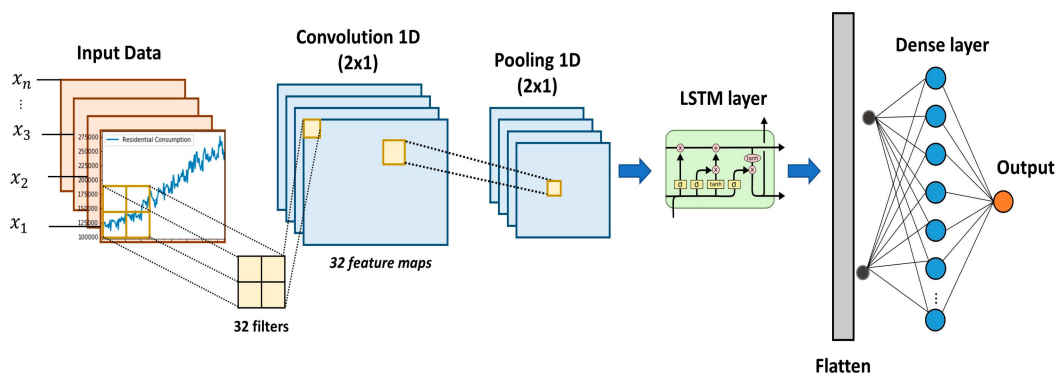 Input Data
xₙ
⋮
x₃
x₂
x₁
275000
250000
225000
200000
175000
150000
125000
100000
Residential Consumption
32 filters
Convolution 1D
(2x1)
32 feature maps
Pooling 1D
(2x1)
LSTM layer
x
+
tanh
x
x
σ
σ
tanh
σ
Flatten
Dense layer
⋮
Output